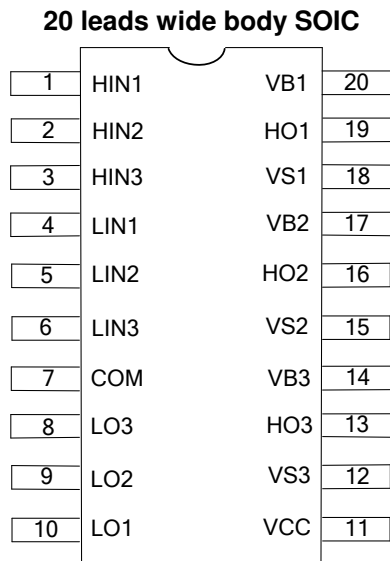 20 leads wide body SOIC
1 HIN1 VB1 20
2 HIN2 HO1 19
3 HIN3 VS1 18
4 LIN1 VB2 17
5 LIN2 HO2 16
6 LIN3 VS2 15
7 COM VB3 14
8 LO3 HO3 13
9 LO2 VS3 12
10 LO1 VCC 11